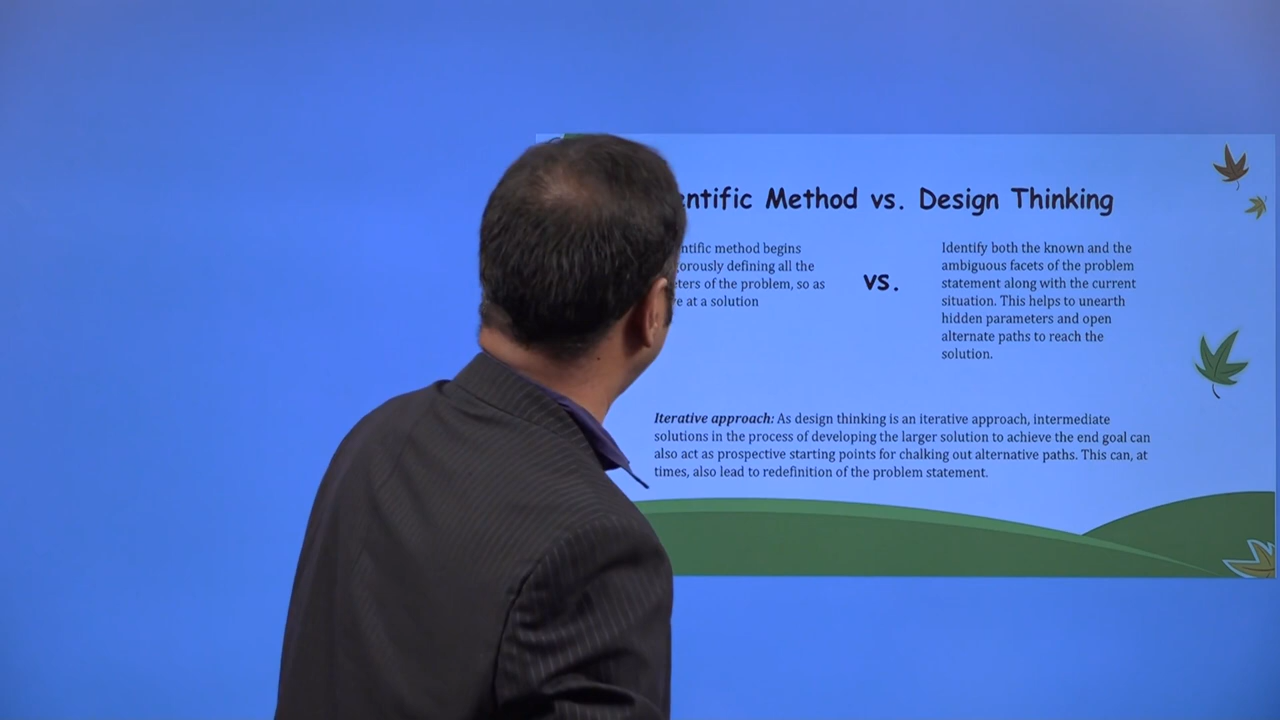 Method vs. Design Thinking
method begins
defining all the
of the problem, so as
at a solution
vs.
Identify both the known and the
ambiguous facets of the problem
statement along with the current
situation. This helps to unearth
hidden parameters and open
alternate paths to reach the
solution.
Iterative approach: As design thinking is an iterative approach, intermediate
solutions in the process of developing the larger solution to achieve the end goal can
also act as prospective starting points for chalking out alternative paths. This can, at
times, also lead to redefinition of the problem statement.